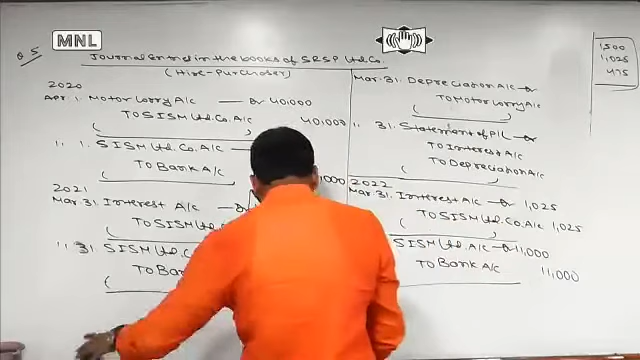 Q 5
MNL
Journal Entries in the books of SRSP Ltd. Co.
(Hire-Purchaser)
2020
Apr. 1. Motor Lorry A/c — Dr 40,000
To SISM Ltd. Co. A/c 40,000
'' 1. SISM Ltd. Co. A/c —
To Bank A/c
2021
Mar. 31. Interest A/c — Dr
To SISM Ltd. Co
'' 31. SISM Ltd. C
To Ban
Mar. 31. Depreciation A/c — Dr
To Motor Lorry A/c
'' 31. Statement of P/L — Dr
To Interest A/c
To Depreciation A/c
2022
Mar. 31. Interest A/c — Dr 1,025
To SISM Ltd. Co. A/c 1,025
SISM Ltd. A/c — Dr 11,000
To Bank A/c 11,000
1,500
1,025
475